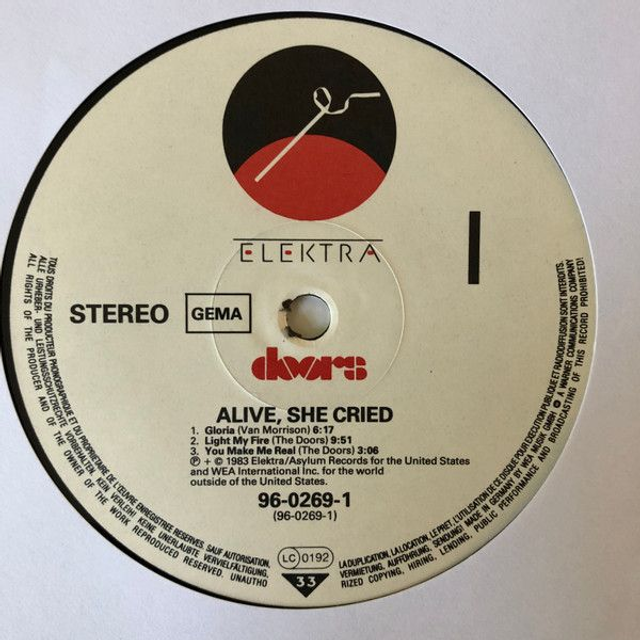 ELEKTRA
I
STEREO
GEMA
doors
ALIVE, SHE CRIED
1. Gloria (Van Morrison) 6:17
2. Light My Fire (The Doors) 9:51
3. You Make Me Real (The Doors) 3:06
℗ + © 1983 Elektra/Asylum Records for the United States
and WEA International Inc. for the world
outside of the United States.
96-0269-1
(96-0269-1)
LC 0192
33
TOUS DROITS DU PRODUCTEUR PHONOGRAPHIQUE ET DU PROPRIETAIRE DE L'ŒUVRE ENREGISTREE RESERVES. SAUF AUTORISATION, LA DUPLICATION, LA LOCATION, LE PRET, L'UTILISATION DE CE DISQUE POUR EXECUTION PUBLIQUE ET RADIODIFFUSION SONT INTERDITS.
ALLE URHEBER- UND LEISTUNGSSCHUTZRECHTE VORBEHALTEN. KEIN VERLEIH! KEINE UNERLAUBTE VERVIELFÄLTIGUNG, VERMIETUNG, AUFFÜHRUNG, SENDUNG! MADE IN GERMANY BY WEA MUSIK GMBH A WARNER COMMUNICATIONS COMPANY
ALL RIGHTS OF THE PRODUCER AND OF THE OWNER OF THE WORK REPRODUCED RESERVED. UNAUTHORIZED COPYING, HIRING, LENDING, PUBLIC PERFORMANCE AND BROADCASTING OF THIS RECORD PROHIBITED!